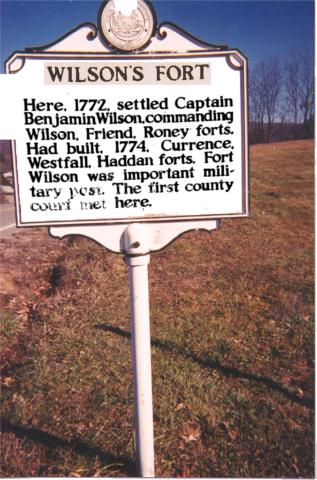 WILSON'S FORT
Here, 1772, settled Captain
Benjamin Wilson, commanding
Wilson, Friend, Roney forts.
Had built, 1774, Currence,
Westfall, Haddan forts. Fort
Wilson was important mili-
tary post. The first county
court met here.